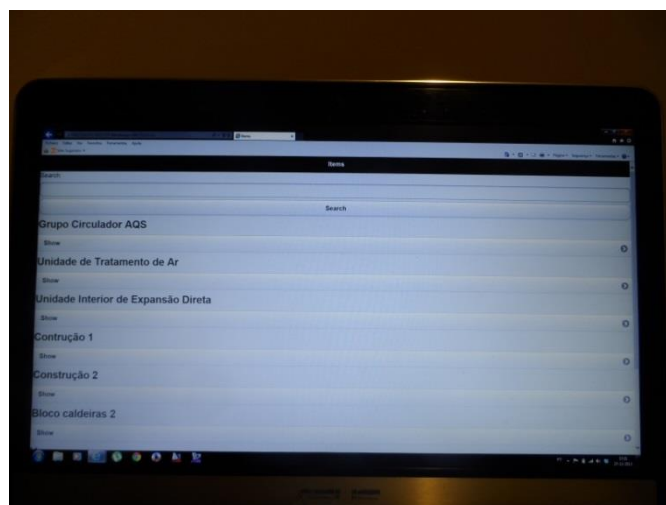 Items
Search:
Search
Grupo Circulador AQS
Show
Unidade de Tratamento de Ar
Show
Unidade Interior de Expansão Direta
Show
Contrução 1
Show
Construção 2
Show
Bloco caldeiras 2
Show